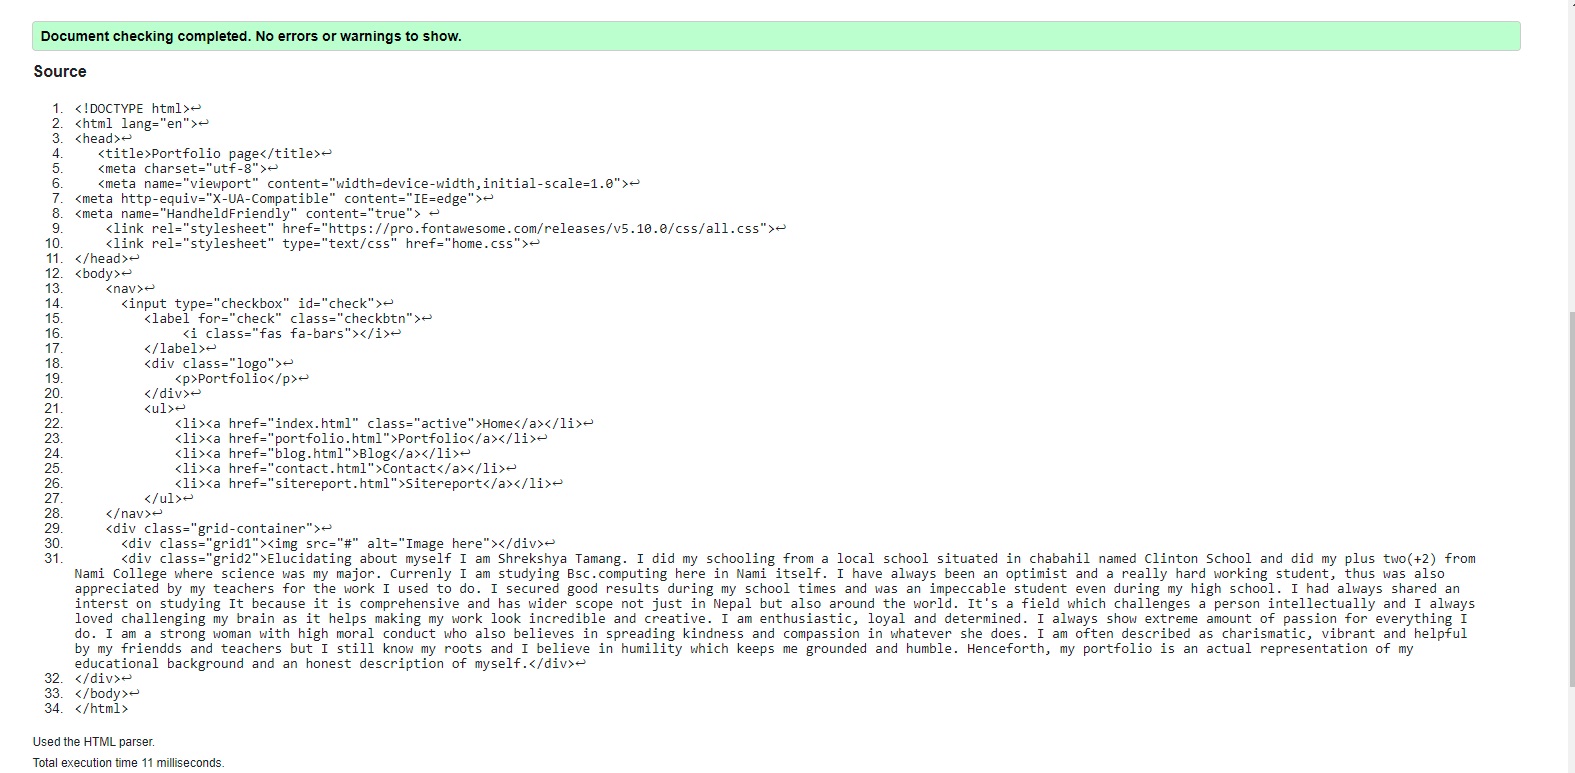 Document checking completed. No errors or warnings to show.
Source
1. <!DOCTYPE html>↩
2. <html lang="en">↩
3. <head>↩
4. <title>Portfolio page</title>↩
5. <meta charset="utf-8">↩
6. <meta name="viewport" content="width=device-width,initial-scale=1.0">↩
7. <meta http-equiv="X-UA-Compatible" content="IE=edge">↩
8. <meta name="HandheldFriendly" content="true"> ↩
9. <link rel="stylesheet" href="https://pro.fontawesome.com/releases/v5.10.0/css/all.css">↩
10. <link rel="stylesheet" type="text/css" href="home.css">↩
11. </head>↩
12. <body>↩
13. <nav>↩
14. <input type="checkbox" id="check">↩
15. <label for="check" class="checkbtn">↩
16. <i class="fas fa-bars"></i>↩
17. </label>↩
18. <div class="logo">↩
19. <p>Portfolio</p>↩
20. </div>↩
21. <ul>↩
22. <li><a href="index.html" class="active">Home</a></li>↩
23. <li><a href="portfolio.html">Portfolio</a></li>↩
24. <li><a href="blog.html">Blog</a></li>↩
25. <li><a href="contact.html">Contact</a></li>↩
26. <li><a href="sitereport.html">Sitereport</a></li>↩
27. </ul>↩
28. </nav>↩
29. <div class="grid-container">↩
30. <div class="grid1"><img src="#" alt="Image here"></div>↩
31. <div class="grid2">Elucidating about myself I am Shrekshya Tamang. I did my schooling from a local school situated in chabahil named Clinton School and did my plus two(+2) from
Nami College where science was my major. Currenly I am studying Bsc.computing here in Nami itself. I have always been an optimist and a really hard working student, thus was also
appreciated by my teachers for the work I used to do. I secured good results during my school times and was an impeccable student even during my high school. I had always shared an
interst on studying It because it is comprehensive and has wider scope not just in Nepal but also around the world. It's a field which challenges a person intellectually and I always
loved challenging my brain as it helps making my work look incredible and creative. I am enthusiastic, loyal and determined. I always show extreme amount of passion for everything I
do. I am a strong woman with high moral conduct who also believes in spreading kindness and compassion in whatever she does. I am often described as charismatic, vibrant and helpful
by my friendds and teachers but I still know my roots and I believe in humility which keeps me grounded and humble. Henceforth, my portfolio is an actual representation of my
educational background and an honest description of myself.</div>↩
32. </div>↩
33. </body>↩
34. </html>
Used the HTML parser.
Total execution time 11 milliseconds.